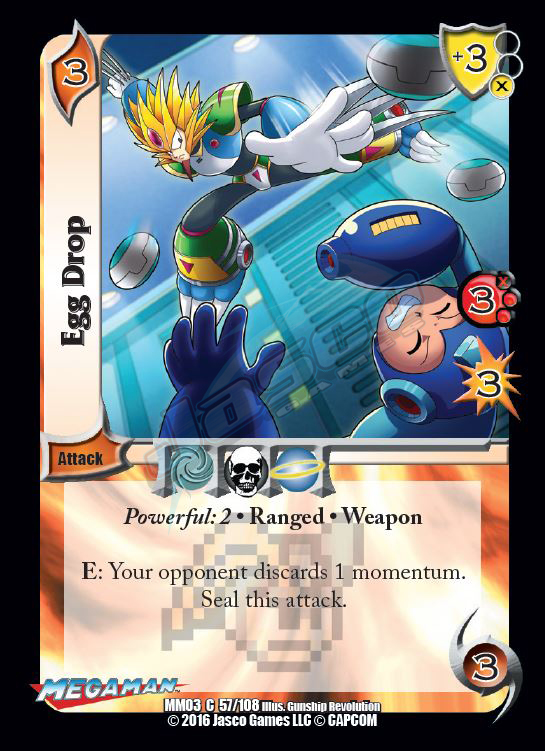 3
+3
X
Egg Drop
3
3
Attack
Powerful: 2 • Ranged • Weapon
E: Your opponent discards 1 momentum.
Seal this attack.
3
MEGAMAN™
MM03 C 57/108 Illus. Gunship Revolution
© 2016 Jasco Games LLC © CAPCOM